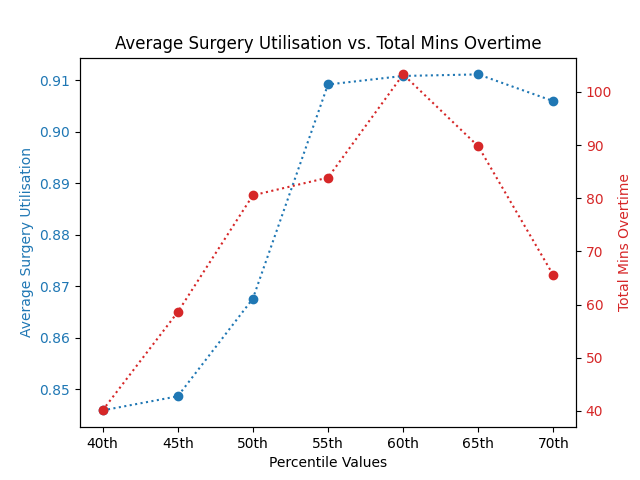 Average Surgery Utilisation vs. Total Mins Overtime
0.91
0.90
0.89
0.88
0.87
0.86
0.85
Average Surgery Utilisation
100
90
80
70
60
50
40
Total Mins Overtime
40th 45th 50th 55th 60th 65th 70th
Percentile Values